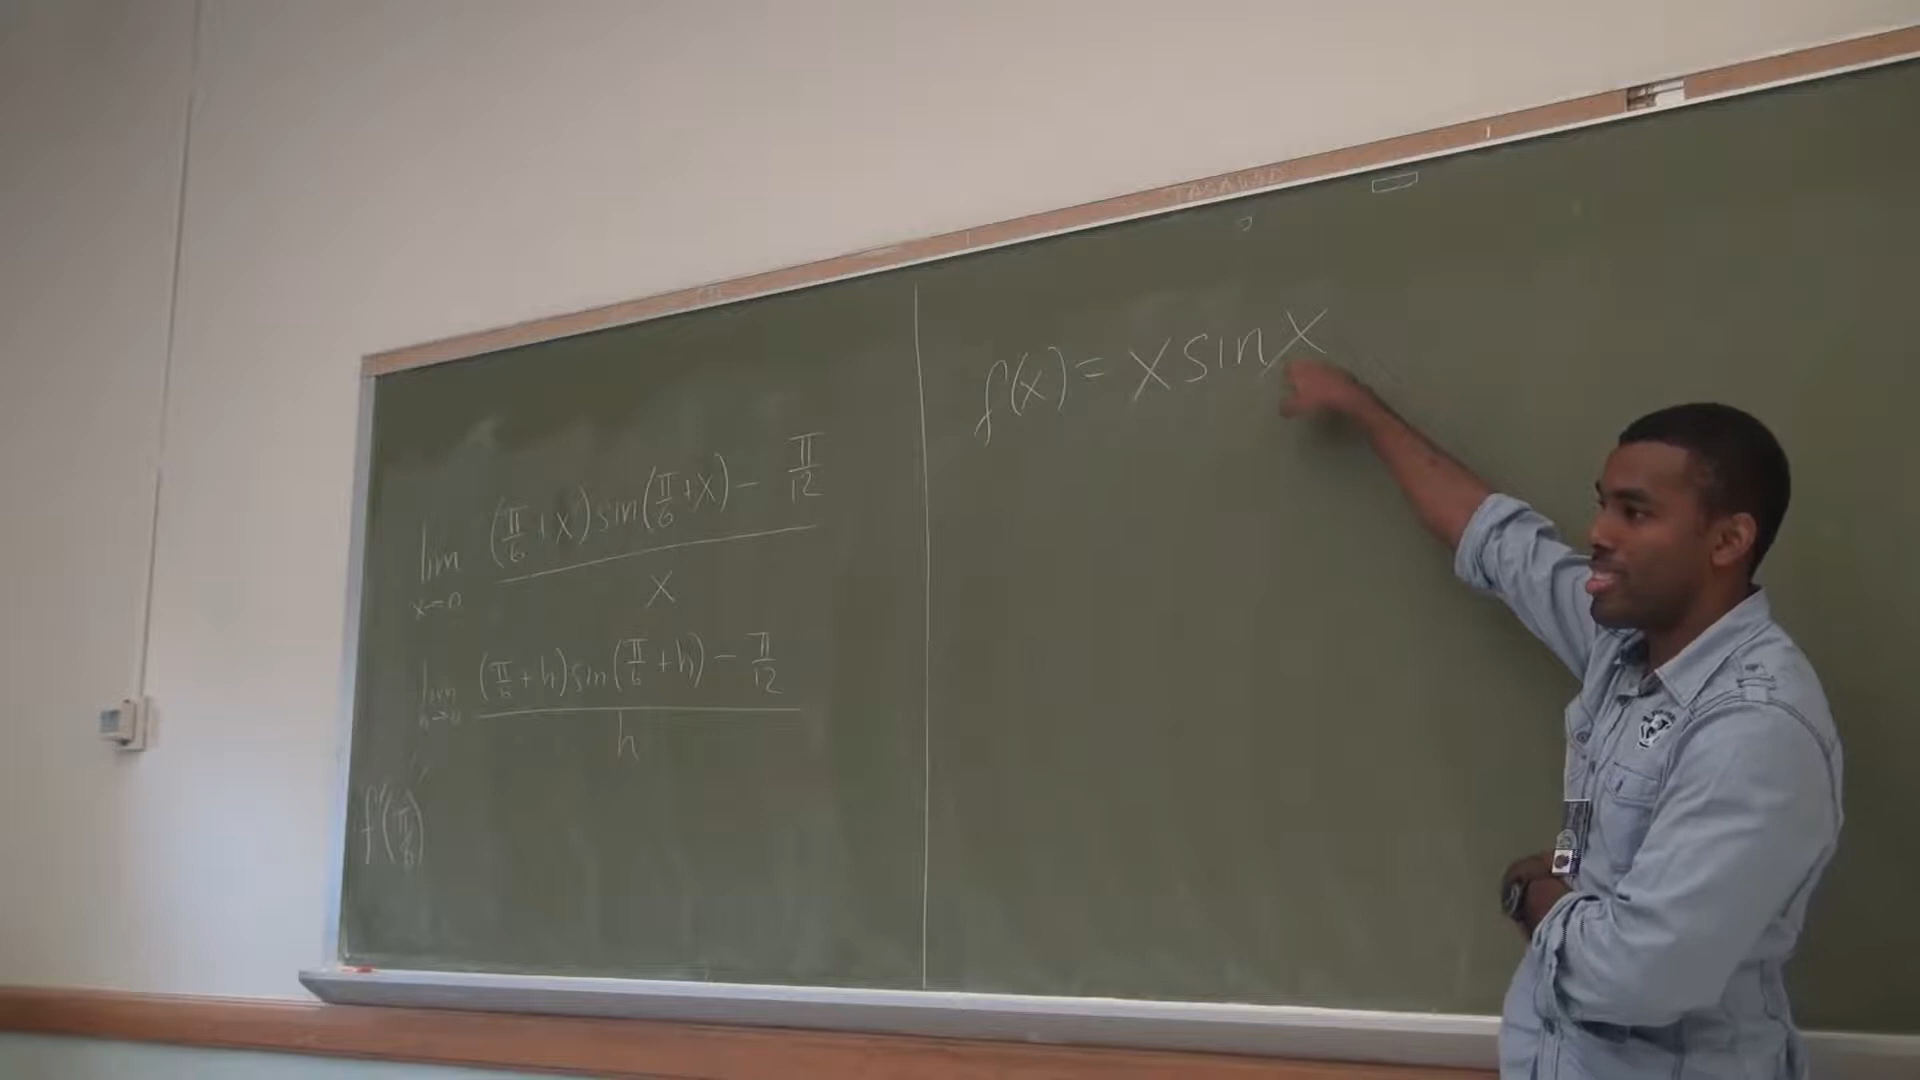 lim x→0 ((π/6 + x) sin(π/6 + x) - π/12) / x
lim h→0 ((π/6 + h) sin(π/6 + h) - π/12) / h
f'(π/6)
f(x) = x sin x